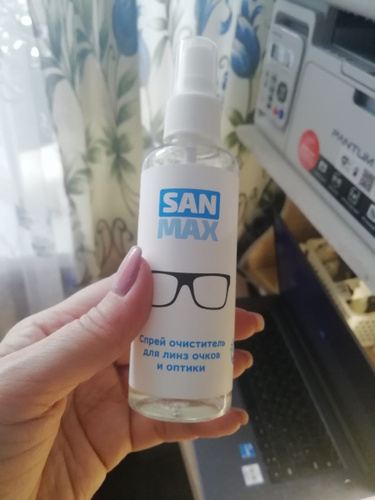 SAN
MAX
Спрей очиститель
для линз очков
и оптики
PANTUM